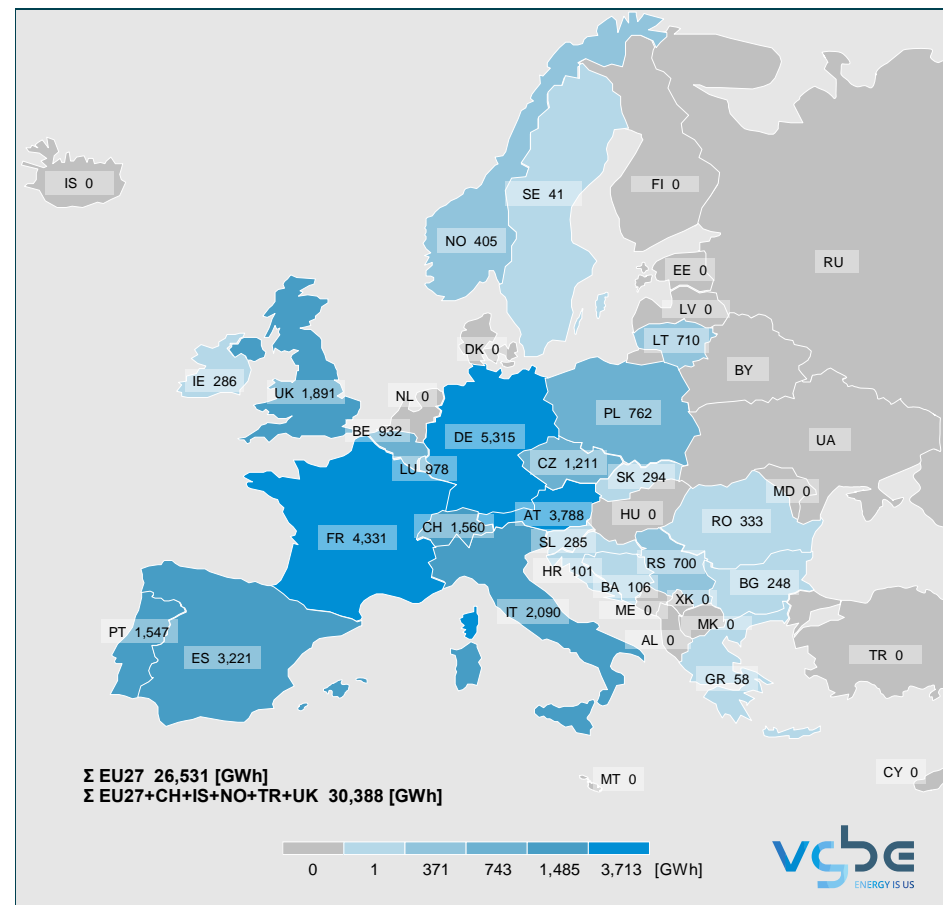 IS 0
SE 41
FI 0
NO 405
RU
EE 0
LV 0
LT 710
DK 0
BY
IE 286
UK 1,891
NL 0
PL 762
BE 932
DE 5,315
UA
CZ 1,211
LU 978
SK 294
MD 0
AT 3,788
HU 0
RO 333
CH 1,560
FR 4,331
SL 285
RS 700
HR 101
BG 248
BA 106
XK 0
IT 2,090
ME 0
MK 0
PT 1,547
AL 0
ES 3,221
TR 0
GR 58
Σ EU27 26,531 [GWh]
MT 0
CY 0
Σ EU27+CH+IS+NO+TR+UK 30,388 [GWh]
0 1 371 743 1,485 3,713 [GWh]
vgbe
ENERGY IS US